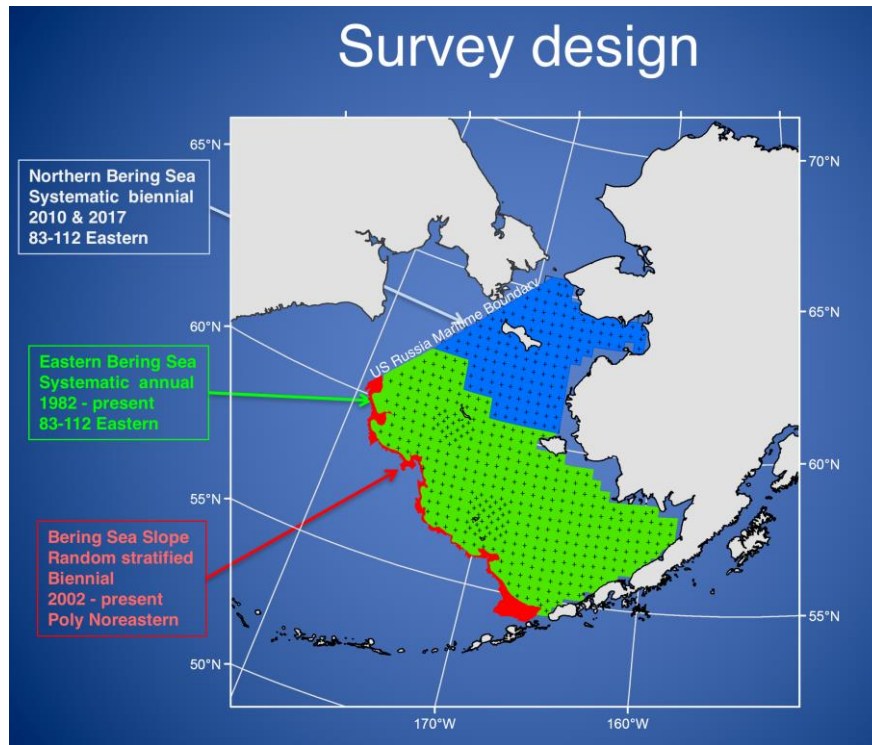 Survey design
65°N
70°N
Northern Bering Sea
Systematic biennial
2010 & 2017
83-112 Eastern
US Russia Maritime Boundary
65°N
60°N
Eastern Bering Sea
Systematic annual
1982 - present
83-112 Eastern
60°N
55°N
Bering Sea Slope
Random stratified
Biennial
2002 - present
Poly Noreastern
55°N
50°N
170°W
160°W